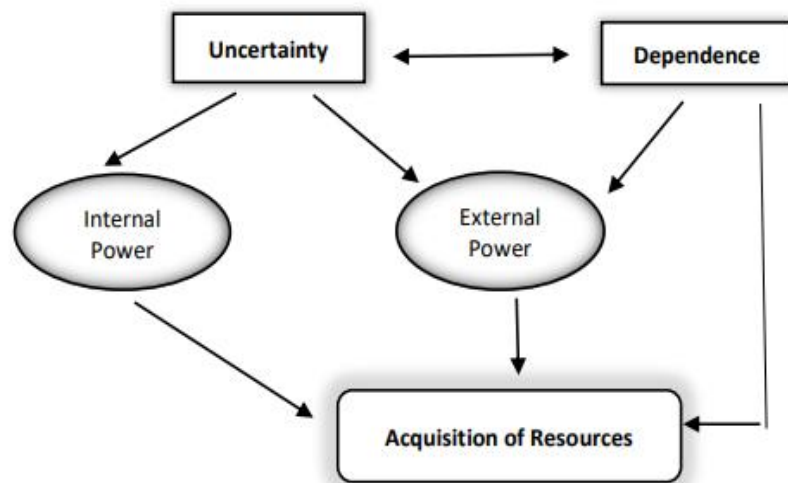 Uncertainty
Dependence
Internal
Power
External
Power
Acquisition of Resources